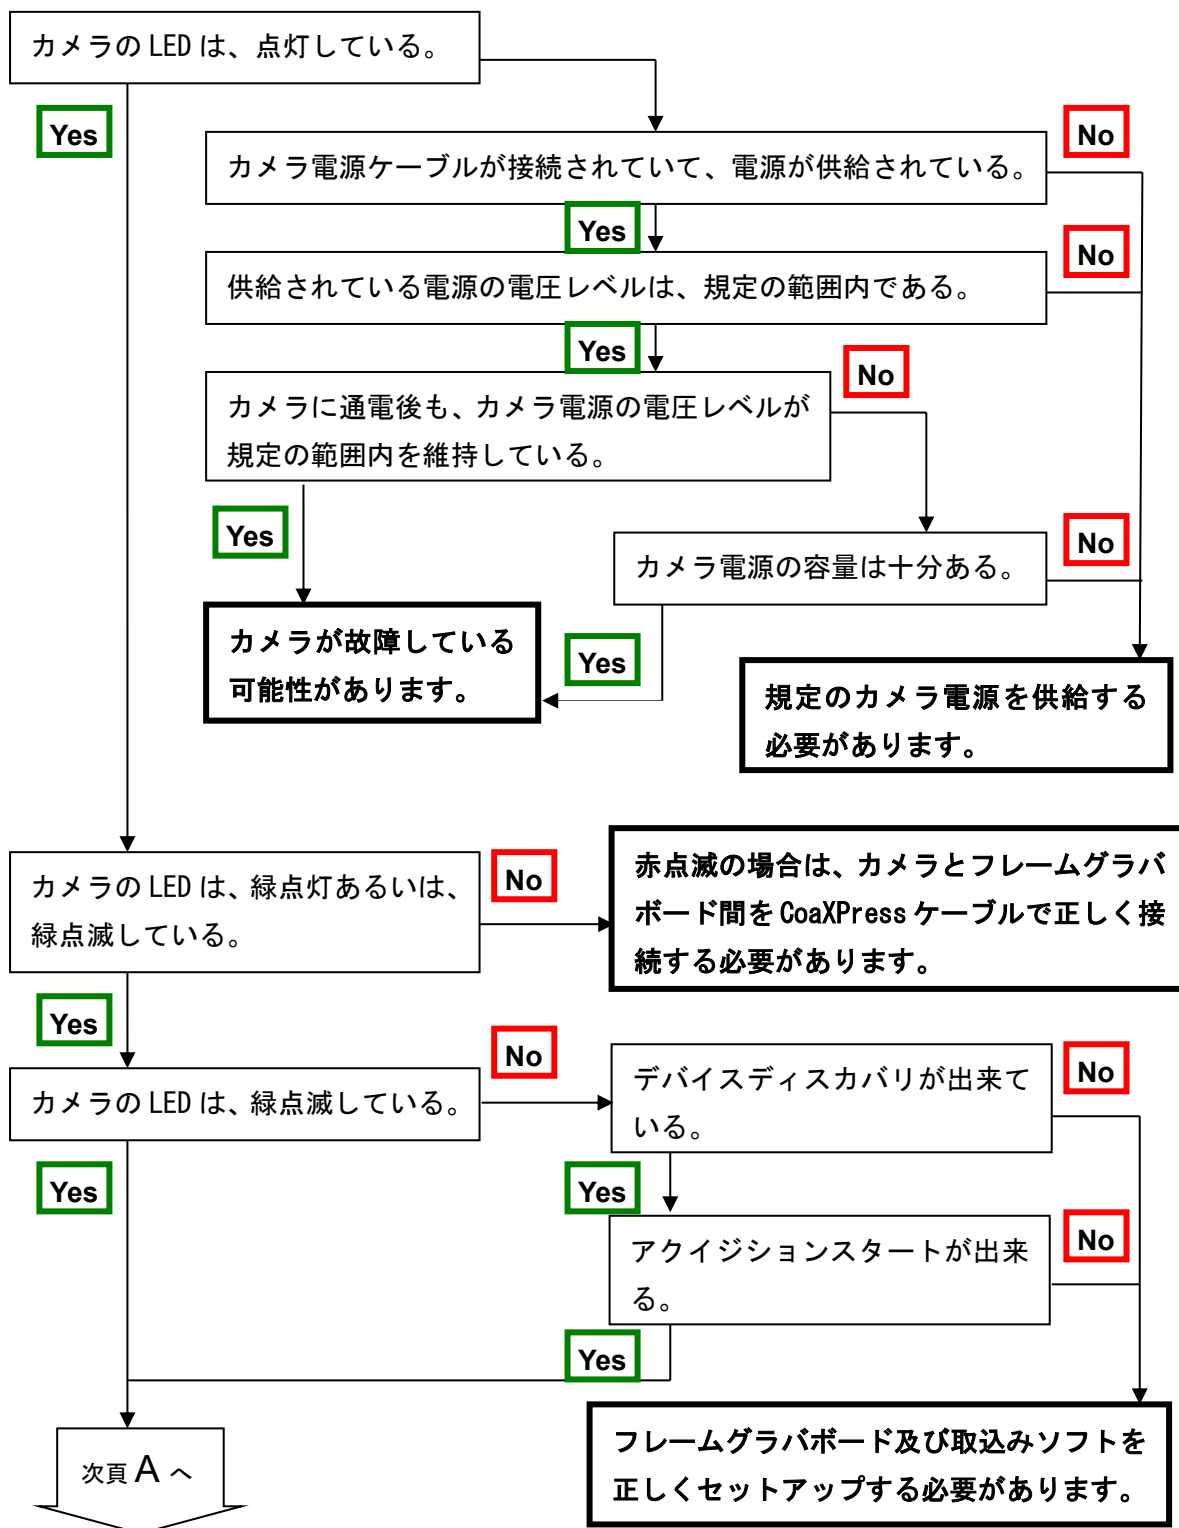 カメラの LED は、点灯している。
Yes
No
カメラ電源ケーブルが接続されていて、電源が供給されている。
Yes
No
供給されている電源の電圧レベルは、規定の範囲内である。
Yes
No
カメラに通電後も、カメラ電源の電圧レベルが
規定の範囲内を維持している。
Yes
No
カメラ電源の容量は十分ある。
カメラが故障している
可能性があります。
Yes
規定のカメラ電源を供給する
必要があります。
カメラの LED は、緑点灯あるいは、
緑点滅している。
No
赤点滅の場合は、カメラとフレームグラバ
ボード間を CoaXPress ケーブルで正しく接
続する必要があります。
Yes
No
カメラの LED は、緑点滅している。
デバイスディスカバリが出来て
いる。
No
Yes
Yes
アクイジションスタートが出来
る。
No
Yes
次頁 A へ
フレームグラバボード及び取込みソフトを
正しくセットアップする必要があります。